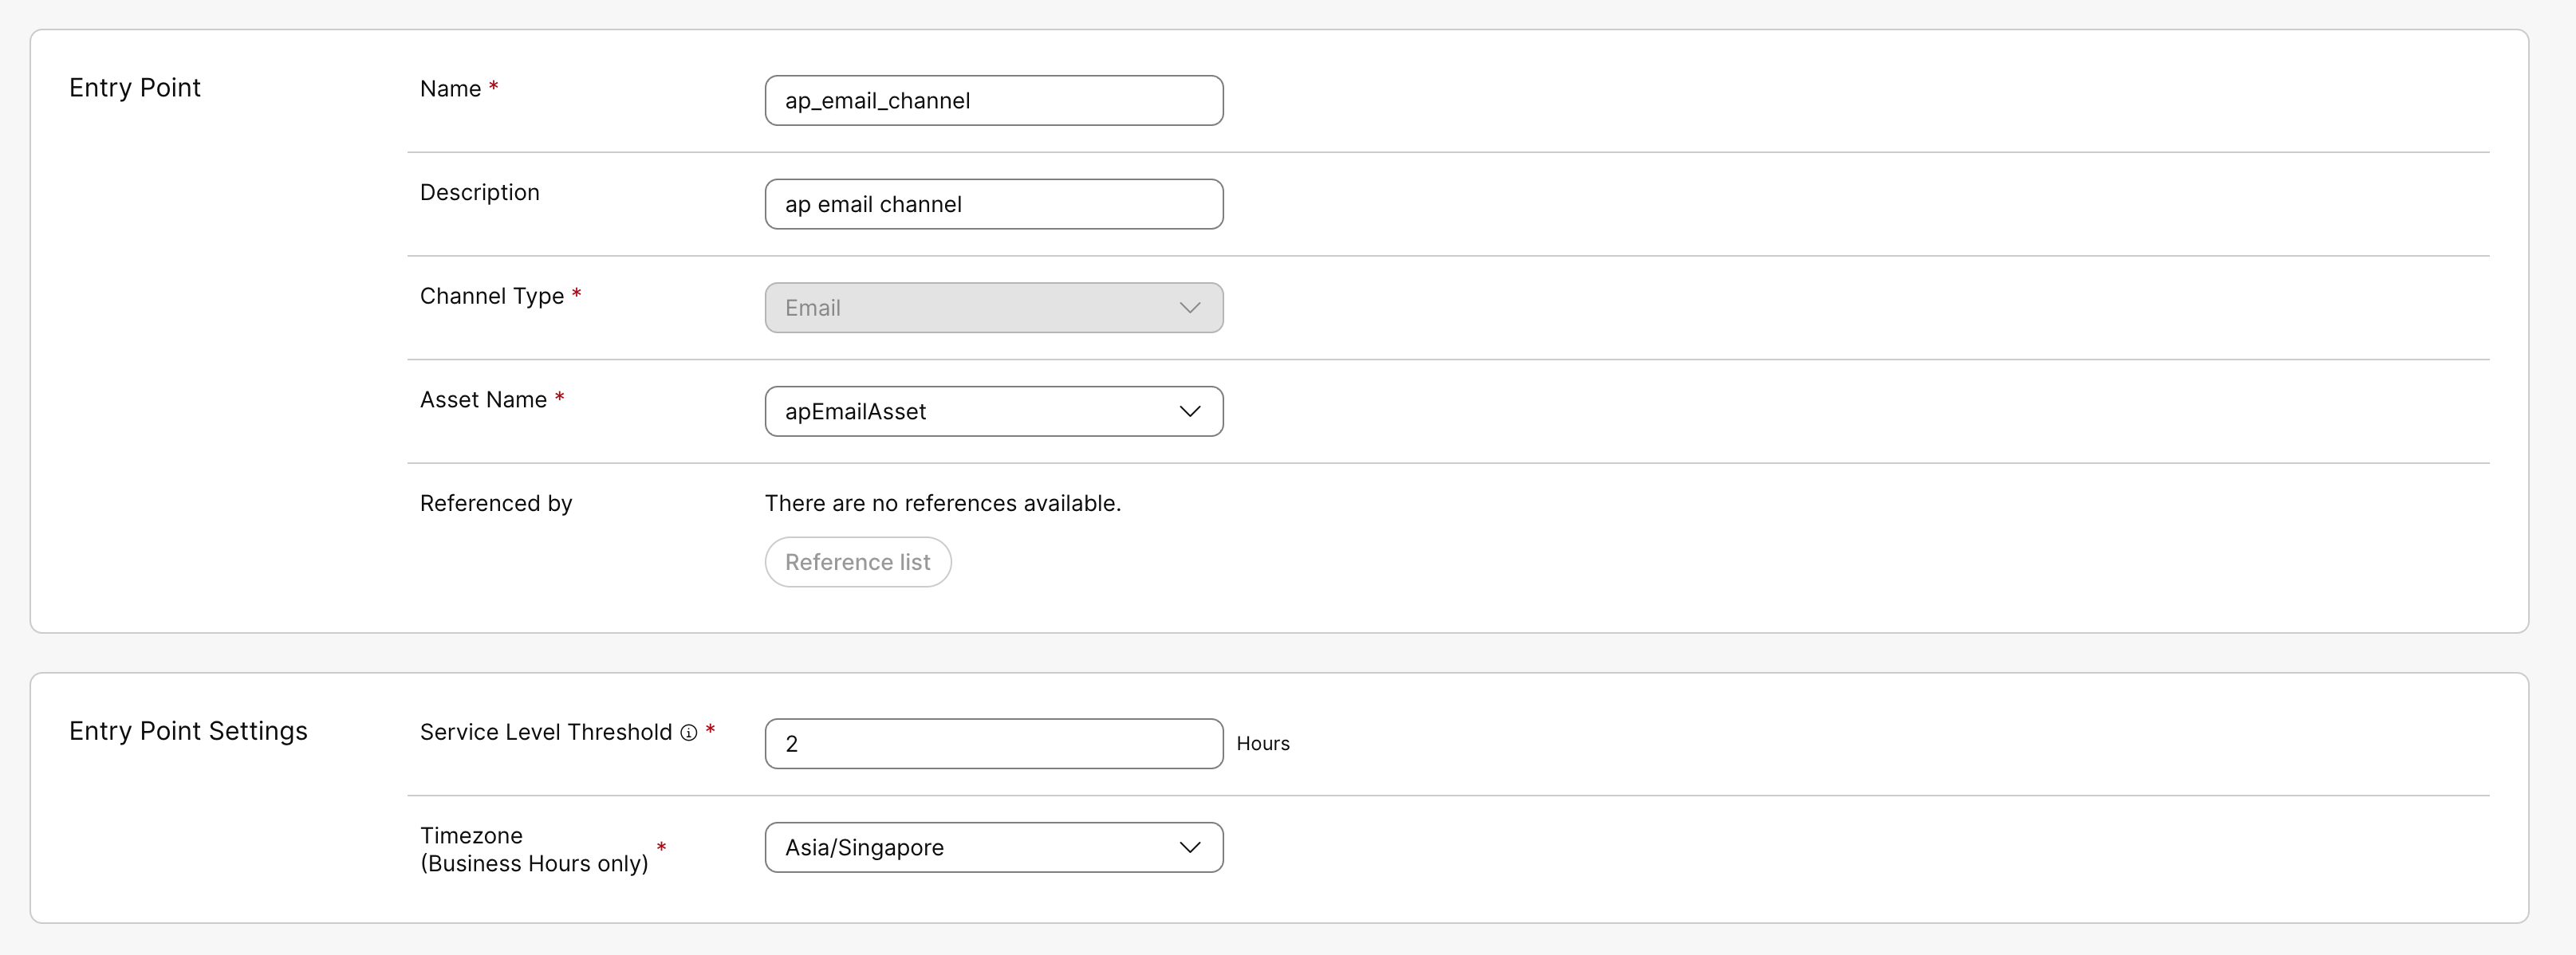 Entry Point
Name *
ap_email_channel
Description
ap email channel
Channel Type *
Email
Asset Name *
apEmailAsset
Referenced by
There are no references available.
Reference list
Entry Point Settings
Service Level Threshold *
2
Hours
Timezone
(Business Hours only) *
Asia/Singapore